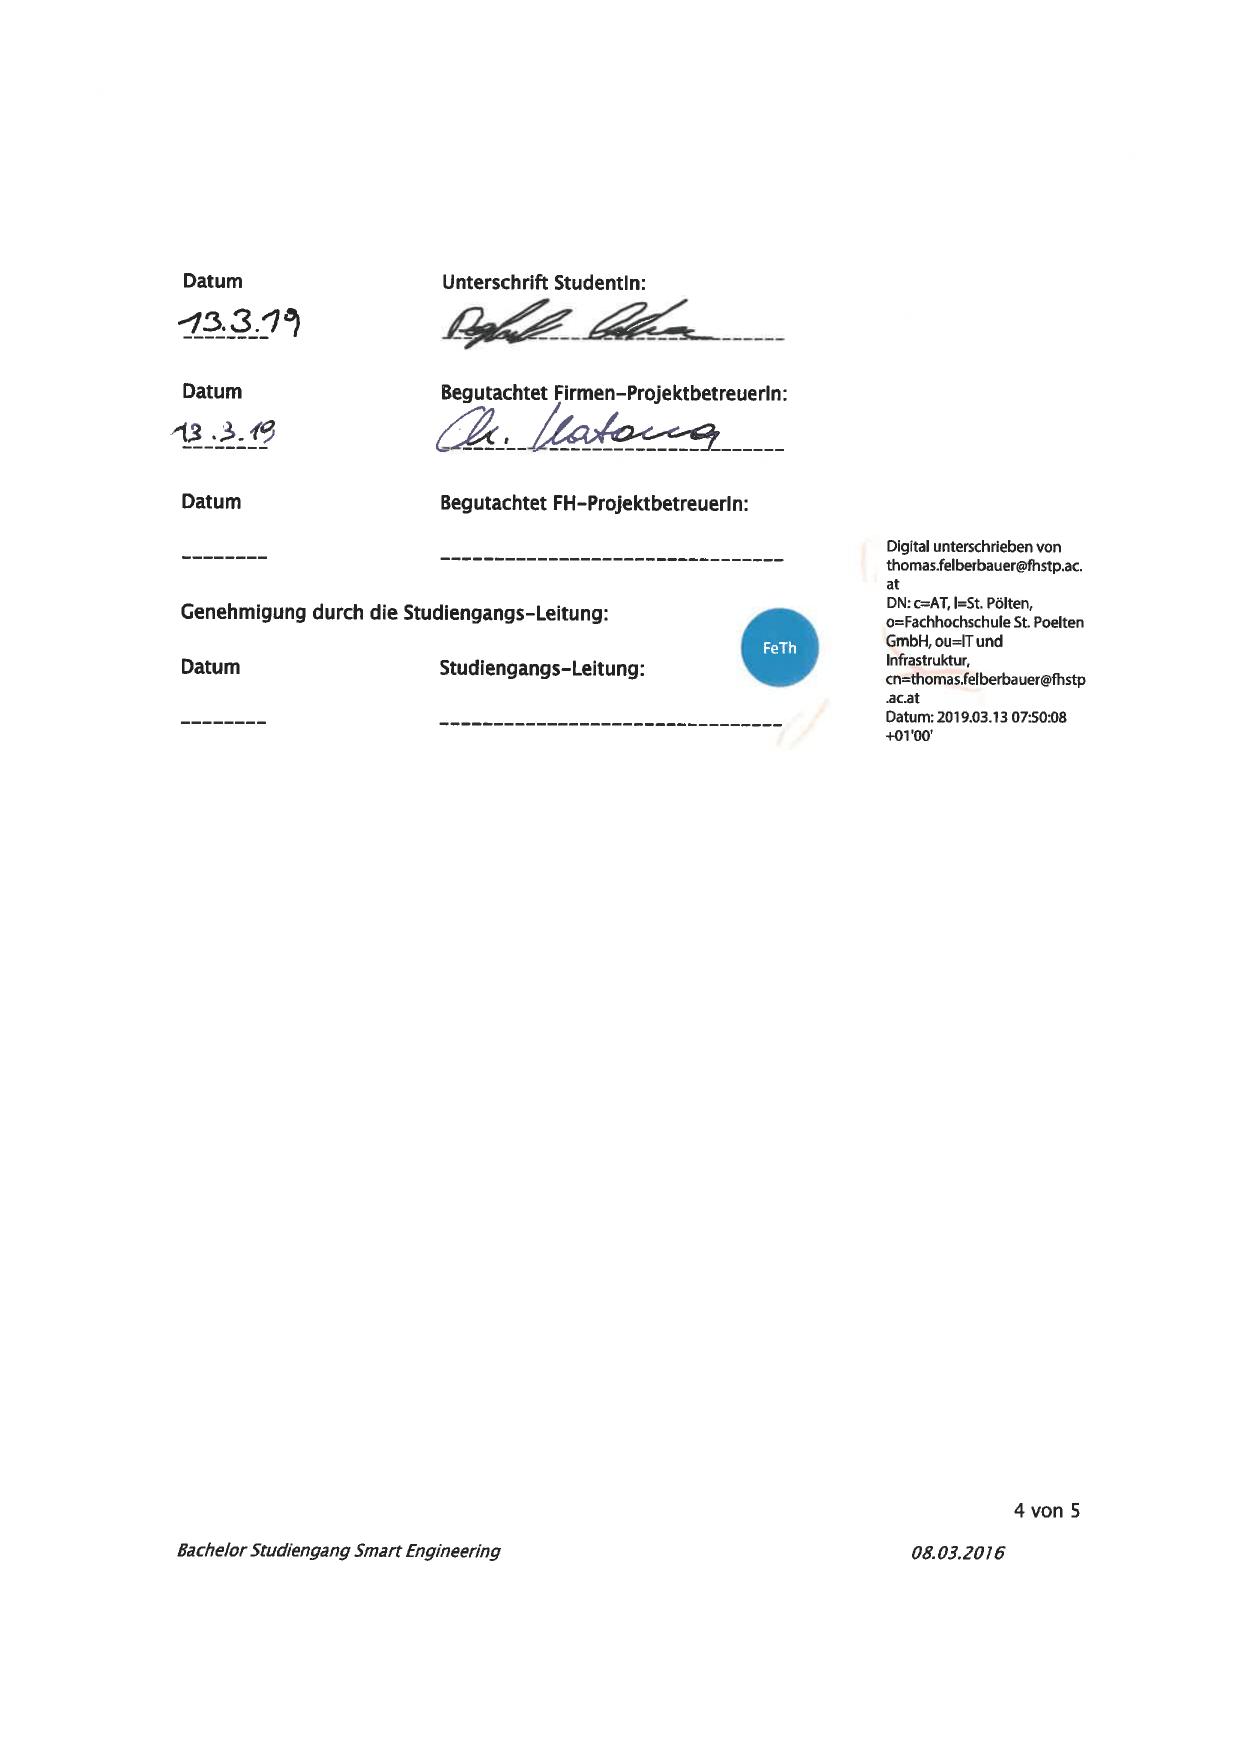 Datum Unterschrift StudentIn:
13.3.19
Datum Begutachtet Firmen-ProjektbetreuerIn:
13.3.19 Ch.
Datum Begutachtet FH-ProjektbetreuerIn:
Digital unterschrieben von
thomas.felberbauer@fhstp.ac.
at
DN: c=AT, l=St. Pölten,
o=Fachhochschule St. Poelten
GmbH, ou=IT und
Infrastruktur,
cn=thomas.felberbauer@fhstp
.ac.at
Datum: 2019.03.13 07:50:08
+01'00'
Genehmigung durch die Studiengangs-Leitung:
FeTh
Datum Studiengangs-Leitung:
4 von 5
Bachelor Studiengang Smart Engineering 08.03.2016